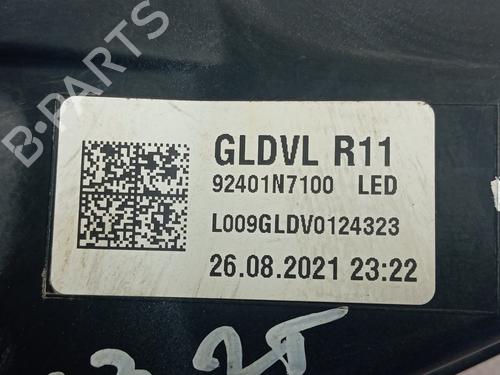 B-PARTS
GLDVL R11
92401N7100 LED
L009GLDV0124323
26.08.2021 23:22